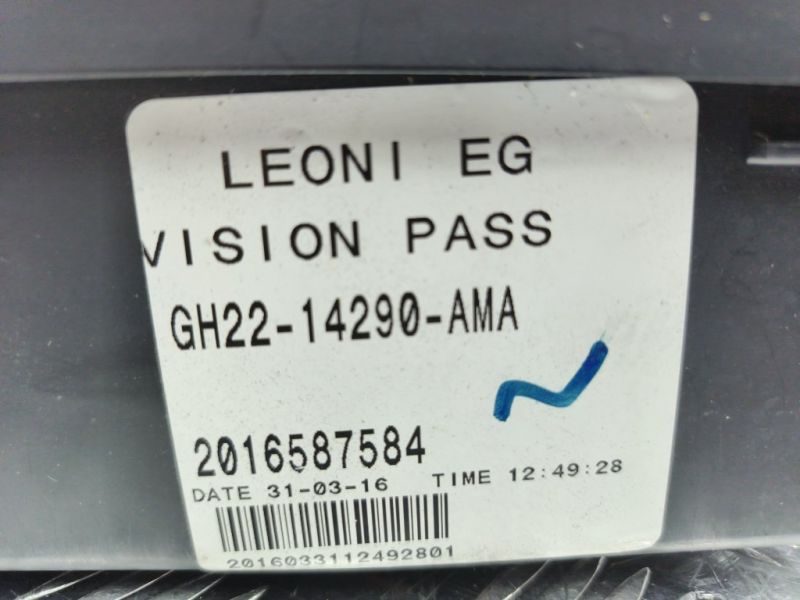 LEONI EG
VISION PASS
GH22-14290-AMA
2016587584
DATE 31-03-16 TIME 12:49:28
2016033112492801